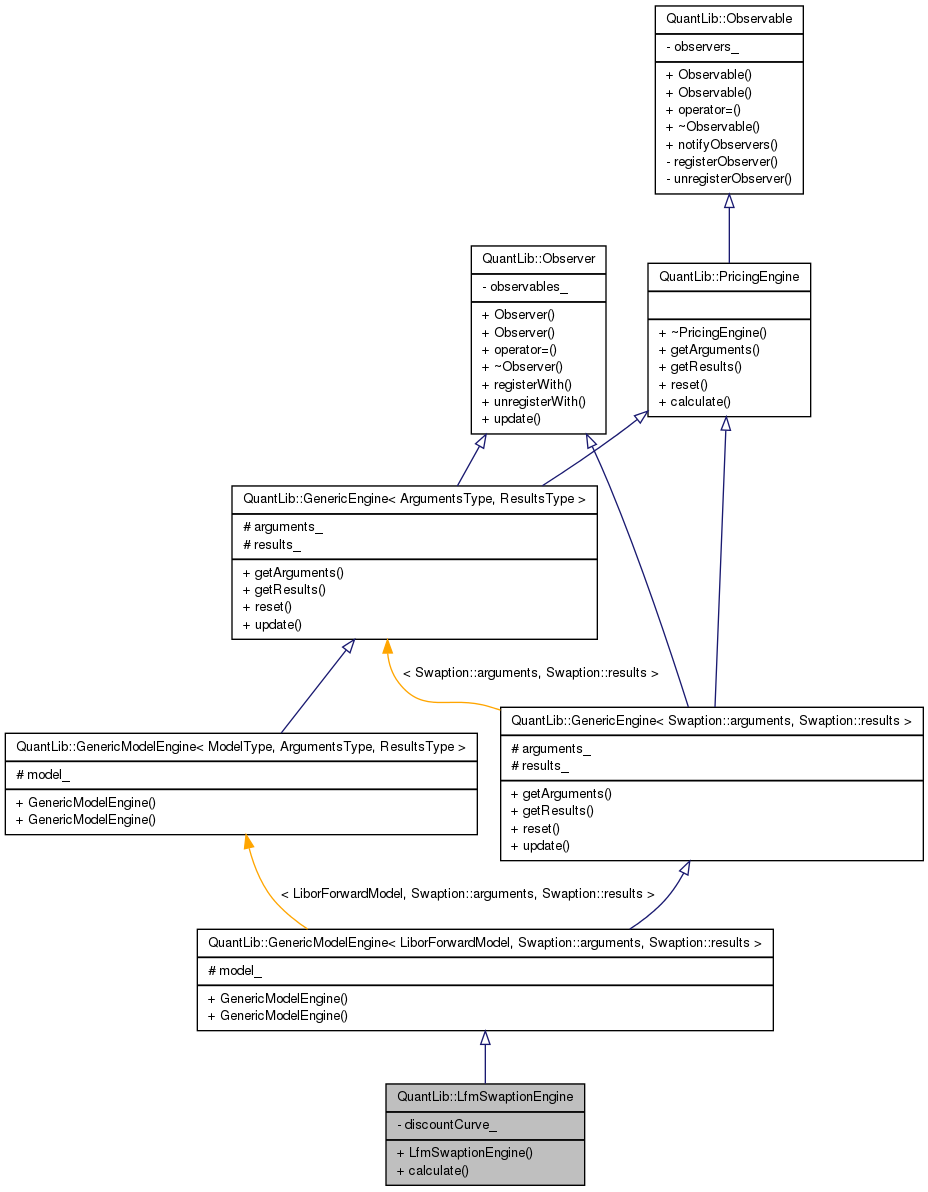 QuantLib::Observable
- observers_
+ Observable()
+ Observable()
+ operator=()
+ ~Observable()
+ notifyObservers()
- registerObserver()
- unregisterObserver()
QuantLib::Observer
- observables_
+ Observer()
+ Observer()
+ operator=()
+ ~Observer()
+ registerWith()
+ unregisterWith()
+ update()
QuantLib::PricingEngine
+ ~PricingEngine()
+ getArguments()
+ getResults()
+ reset()
+ calculate()
QuantLib::GenericEngine< ArgumentsType, ResultsType >
# arguments_
# results_
+ getArguments()
+ getResults()
+ reset()
+ update()
< Swaption::arguments, Swaption::results >
QuantLib::GenericModelEngine< ModelType, ArgumentsType, ResultsType >
# model_
+ GenericModelEngine()
+ GenericModelEngine()
QuantLib::GenericEngine< Swaption::arguments, Swaption::results >
# arguments_
# results_
+ getArguments()
+ getResults()
+ reset()
+ update()
< LiborForwardModel, Swaption::arguments, Swaption::results >
QuantLib::GenericModelEngine< LiborForwardModel, Swaption::arguments, Swaption::results >
# model_
+ GenericModelEngine()
+ GenericModelEngine()
QuantLib::LfmSwaptionEngine
- discountCurve_
+ LfmSwaptionEngine()
+ calculate()